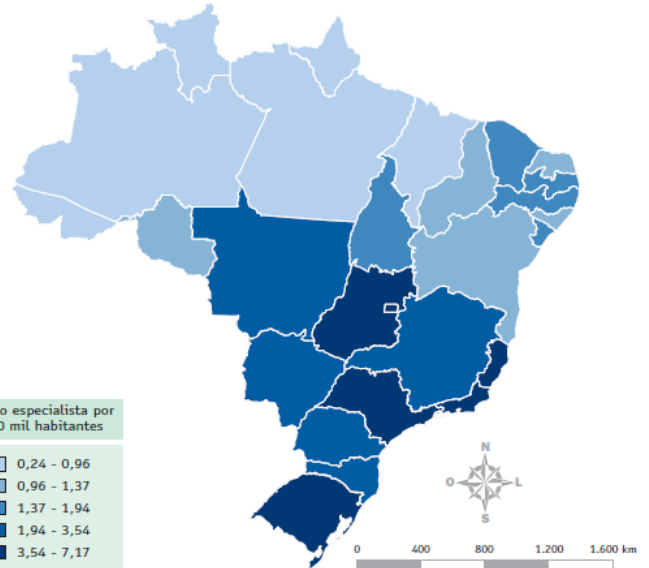 o especialista por
0 mil habitantes
0,24 - 0,96
0,96 - 1,37
1,37 - 1,94
1,94 - 3,54
3,54 - 7,17
N
O
L
S
0 400 800 1.200 1.600 km